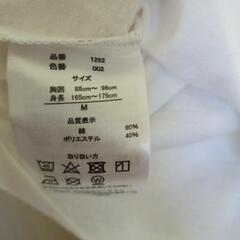 品番 1292
色番 002
サイズ
胸囲 88cm～ 96cm
身長 165cm～175cm
M
品質表示
綿 60%
ポリエステル 40%
取り扱い方